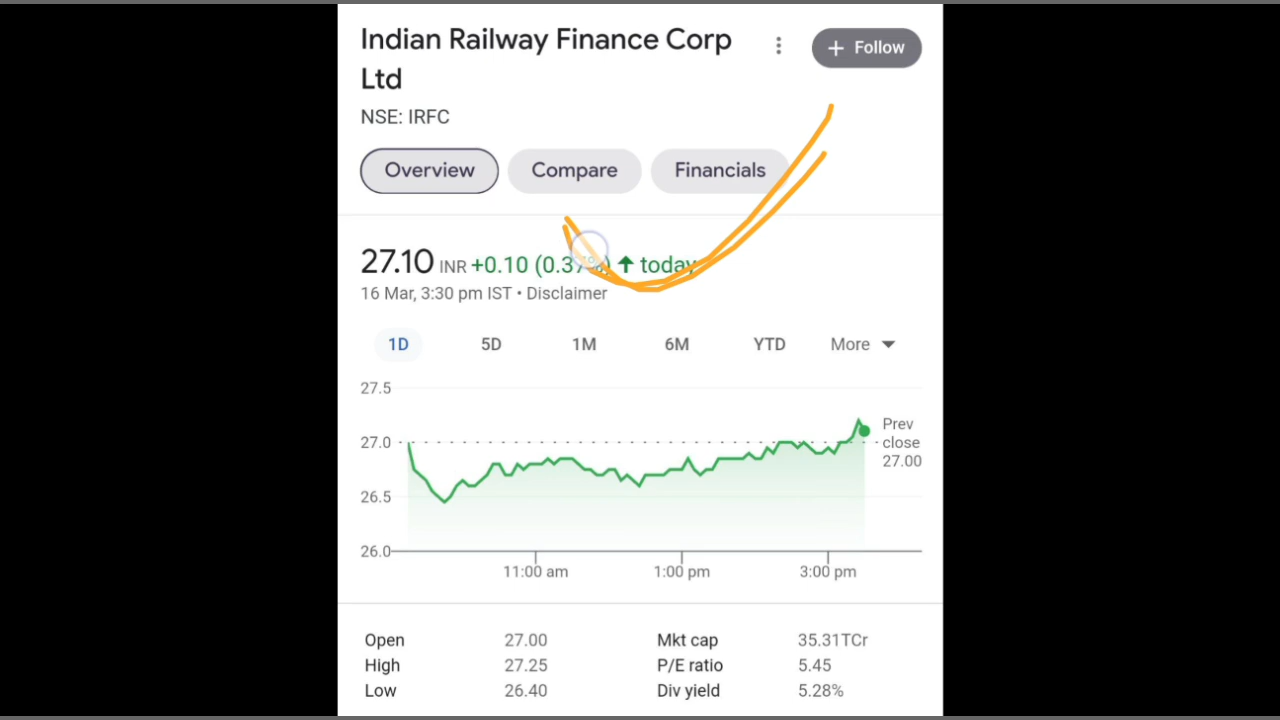 Indian Railway Finance Corp
Ltd
+ Follow
NSE: IRFC
Overview Compare Financials
27.10 INR +0.10 (0.37%) ↑ today
16 Mar, 3:30 pm IST • Disclaimer
1D 5D 1M 6M YTD More
27.5
27.0
26.5
26.0
Prev
close
27.00
11:00 am 1:00 pm 3:00 pm
Open 27.00 Mkt cap 35.31TCr
High 27.25 P/E ratio 5.45
Low 26.40 Div yield 5.28%